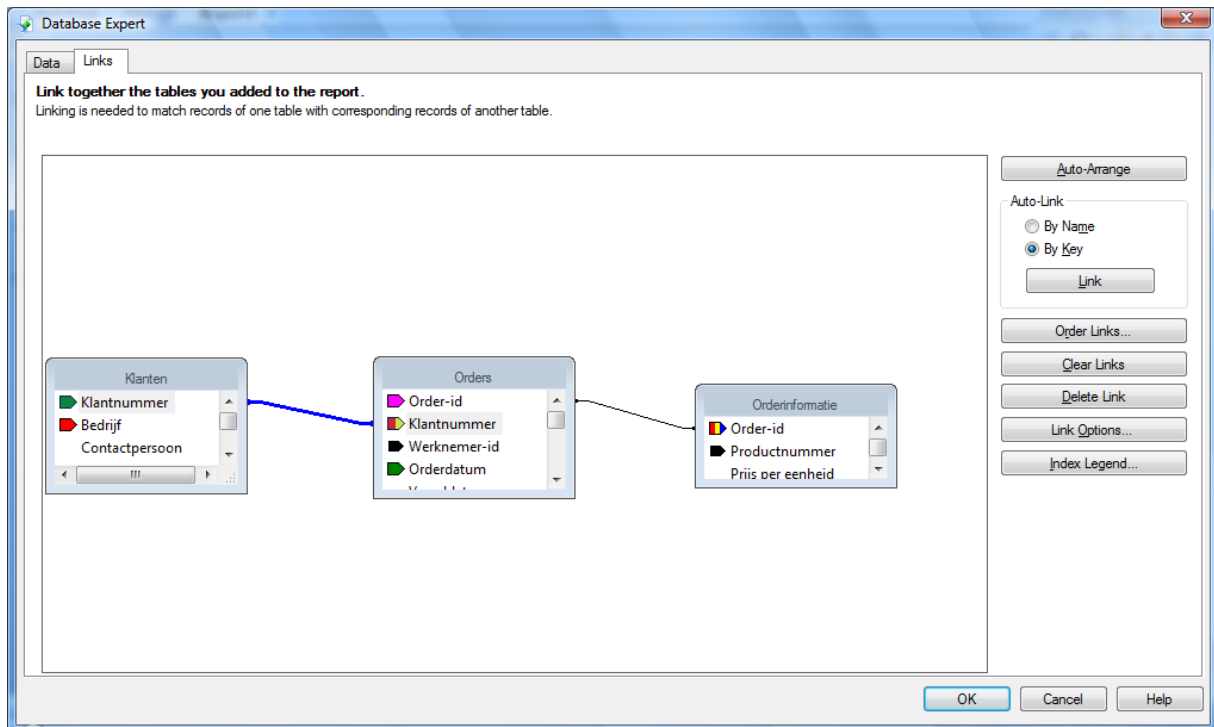 Database Expert
Data
Links
Link together the tables you added to the report.
Linking is needed to match records of one table with corresponding records of another table.
Auto-Arrange
Auto-Link
By Name
By Key
Link
Order Links...
Clear Links
Delete Link
Link Options...
Index Legend...
Klanten
Klantnummer
Bedrijf
Contactpersoon
Orders
Order-id
Klantnummer
Werknemer-id
Orderdatum
Orderinformatie
Order-id
Productnummer
Prijs per eenheid
OK
Cancel
Help